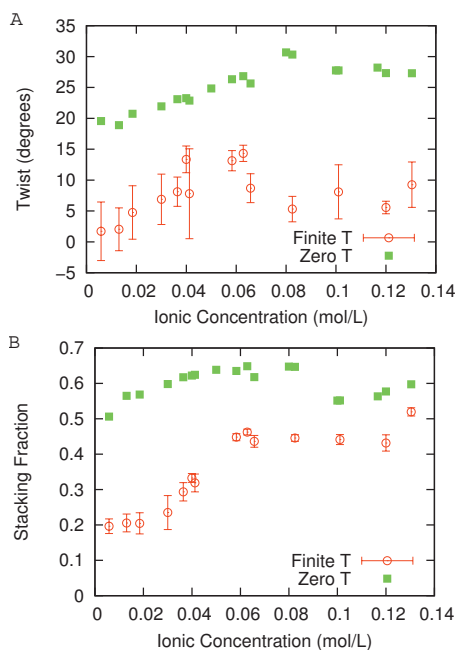 A
35
30
25
20
15
10
5
0
−5
Twist (degrees)
Finite T
Zero T
0 0.02 0.04 0.06 0.08 0.1 0.12 0.14
Ionic Concentration (mol/L)
B
0.7
0.6
0.5
0.4
0.3
0.2
0.1
0
Stacking Fraction
Finite T
Zero T
0 0.02 0.04 0.06 0.08 0.1 0.12 0.14
Ionic Concentration (mol/L)